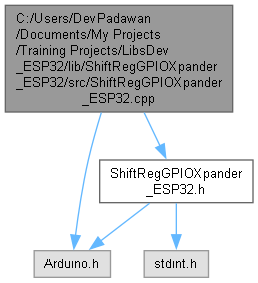 C:/Users/DevPadawan
/Documents/My Projects
/Training Projects/LibsDev
_ESP32/lib/ShiftRegGPIOXpander
_ESP32/src/ShiftRegGPIOXpander
_ESP32.cpp
ShiftRegGPIOXpander
_ESP32.h
Arduino.h
stdint.h